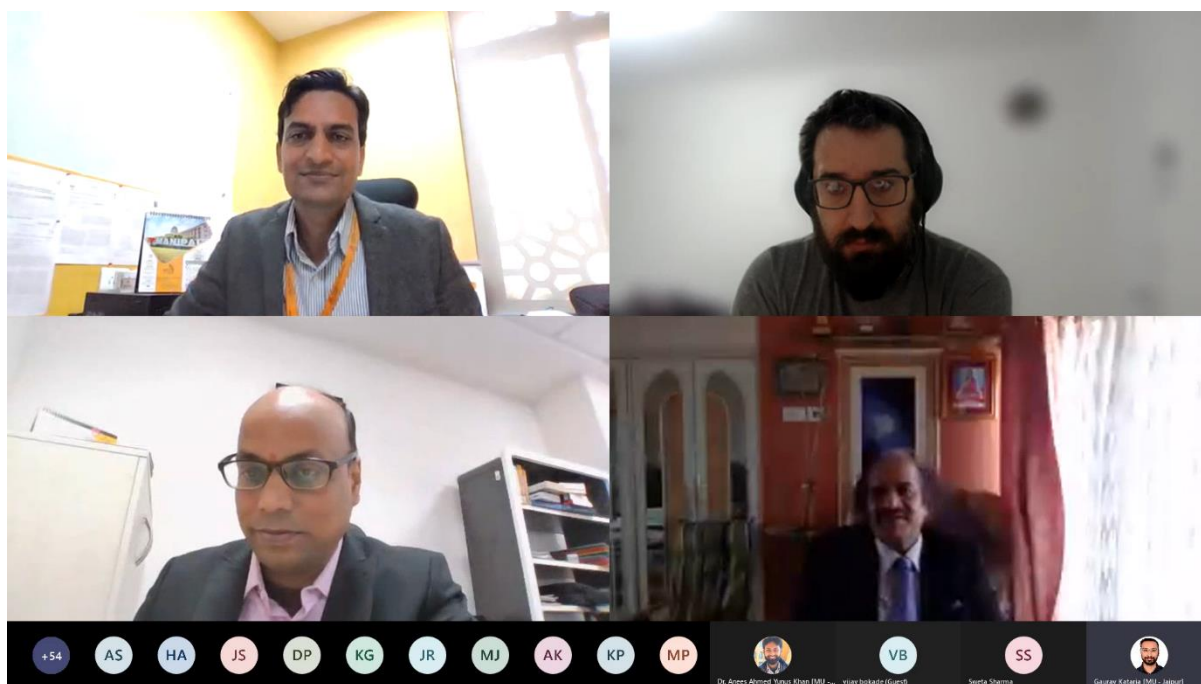 MANIPAL
+54
AS
HA
JS
DP
KG
JR
MJ
AK
KP
MP
Dr. Anees Ahmed Yunus Khan [MU -...
VB
vijay bokade (Guest)
SS
Sweta Sharma
Gaurav Kataria [MU - Jaipur]